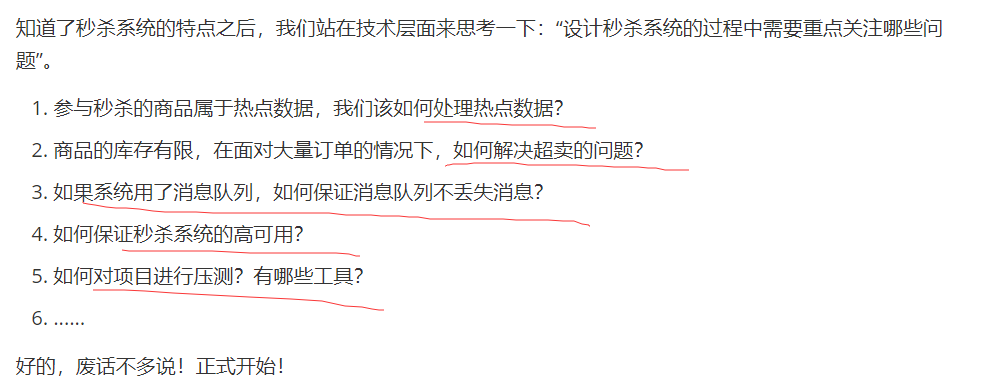 知道了秒杀系统的特点之后，我们站在技术层面来思考一下：“设计秒杀系统的过程中需要重点关注哪些问
题”。
1. 参与秒杀的商品属于热点数据，我们该如何处理热点数据？
2. 商品的库存有限，在面对大量订单的情况下，如何解决超卖的问题？
3. 如果系统用了消息队列，如何保证消息队列不丢失消息？
4. 如何保证秒杀系统的高可用？
5. 如何对项目进行压测？有哪些工具？
6. ......
好的，废话不多说！正式开始！